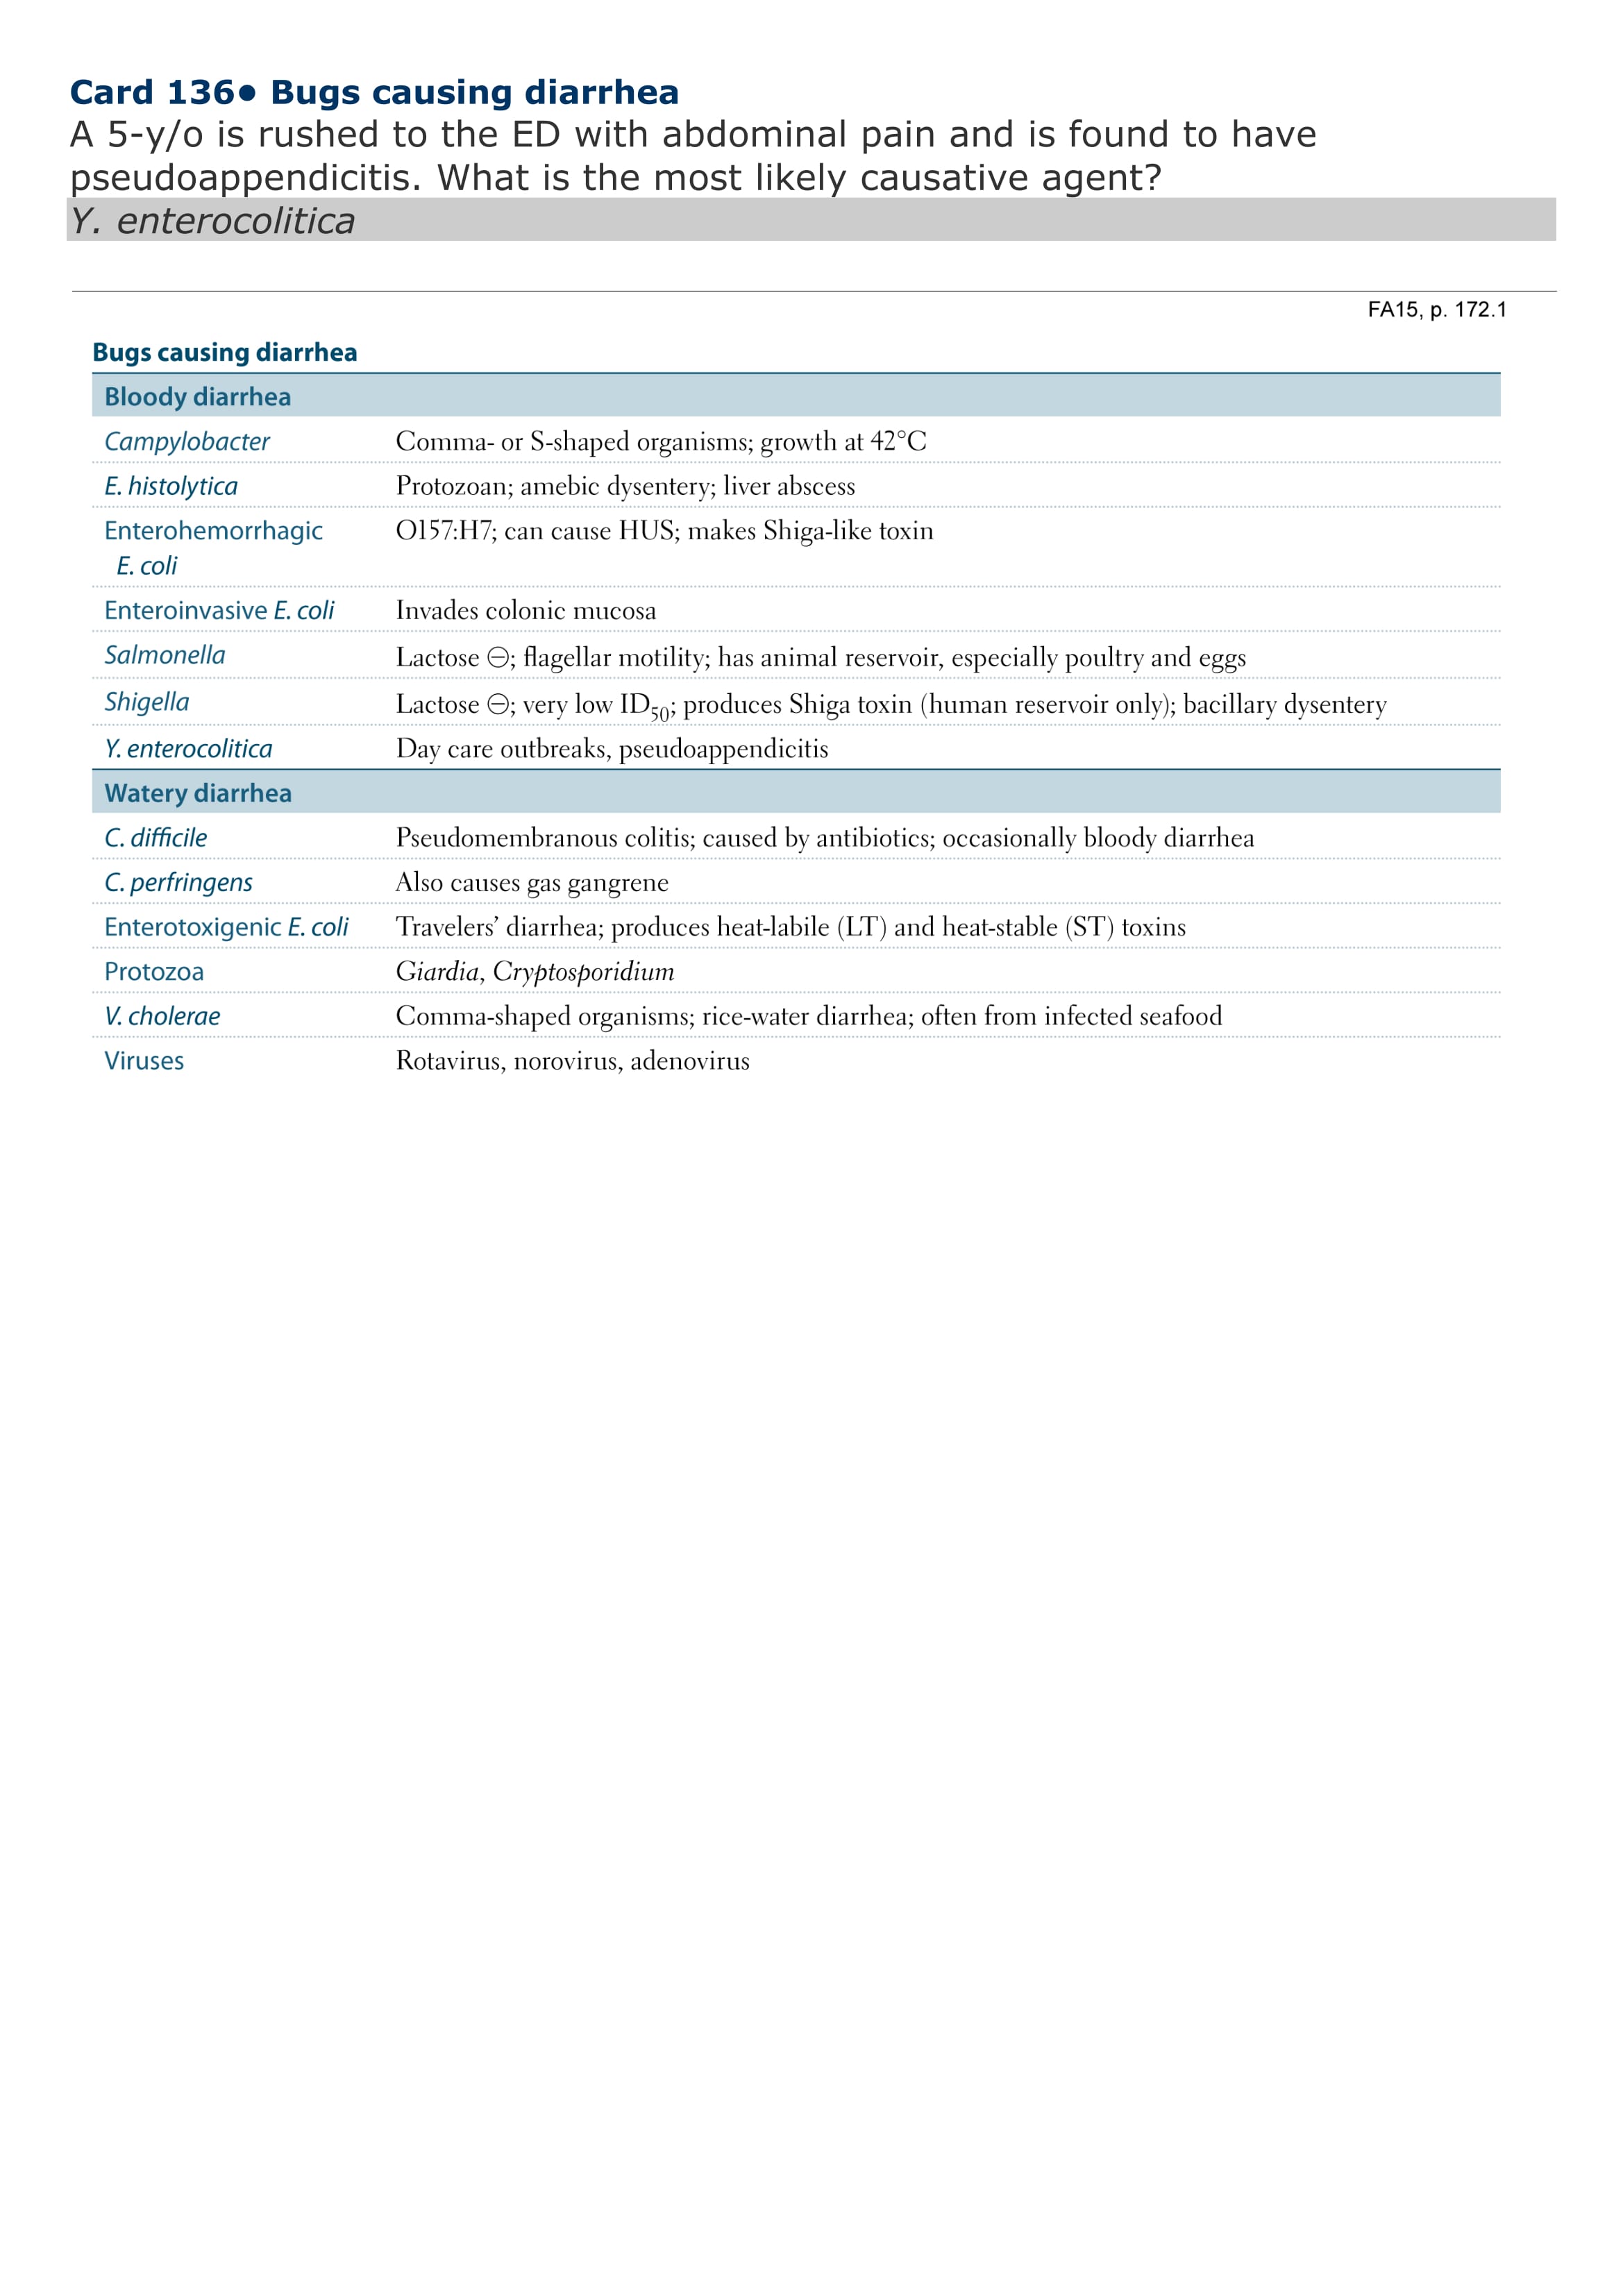 Card 136• Bugs causing diarrhea
A 5-y/o is rushed to the ED with abdominal pain and is found to have
pseudoappendicitis. What is the most likely causative agent?
Y. enterocolitica
FA15, p. 172.1
Bugs causing diarrhea
Bloody diarrhea
Campylobacter Comma- or S-shaped organisms; growth at 42°C
E. histolytica Protozoan; amebic dysentery; liver abscess
Enterohemorrhagic O157:H7; can cause HUS; makes Shiga-like toxin
E. coli
Enteroinvasive E. coli Invades colonic mucosa
Salmonella Lactose ⊖; flagellar motility; has animal reservoir, especially poultry and eggs
Shigella Lactose ⊖; very low ID50; produces Shiga toxin (human reservoir only); bacillary dysentery
Y. enterocolitica Day care outbreaks, pseudoappendicitis
Watery diarrhea
C. difficile Pseudomembranous colitis; caused by antibiotics; occasionally bloody diarrhea
C. perfringens Also causes gas gangrene
Enterotoxigenic E. coli Travelers’ diarrhea; produces heat-labile (LT) and heat-stable (ST) toxins
Protozoa Giardia, Cryptosporidium
V. cholerae Comma-shaped organisms; rice-water diarrhea; often from infected seafood
Viruses Rotavirus, norovirus, adenovirus